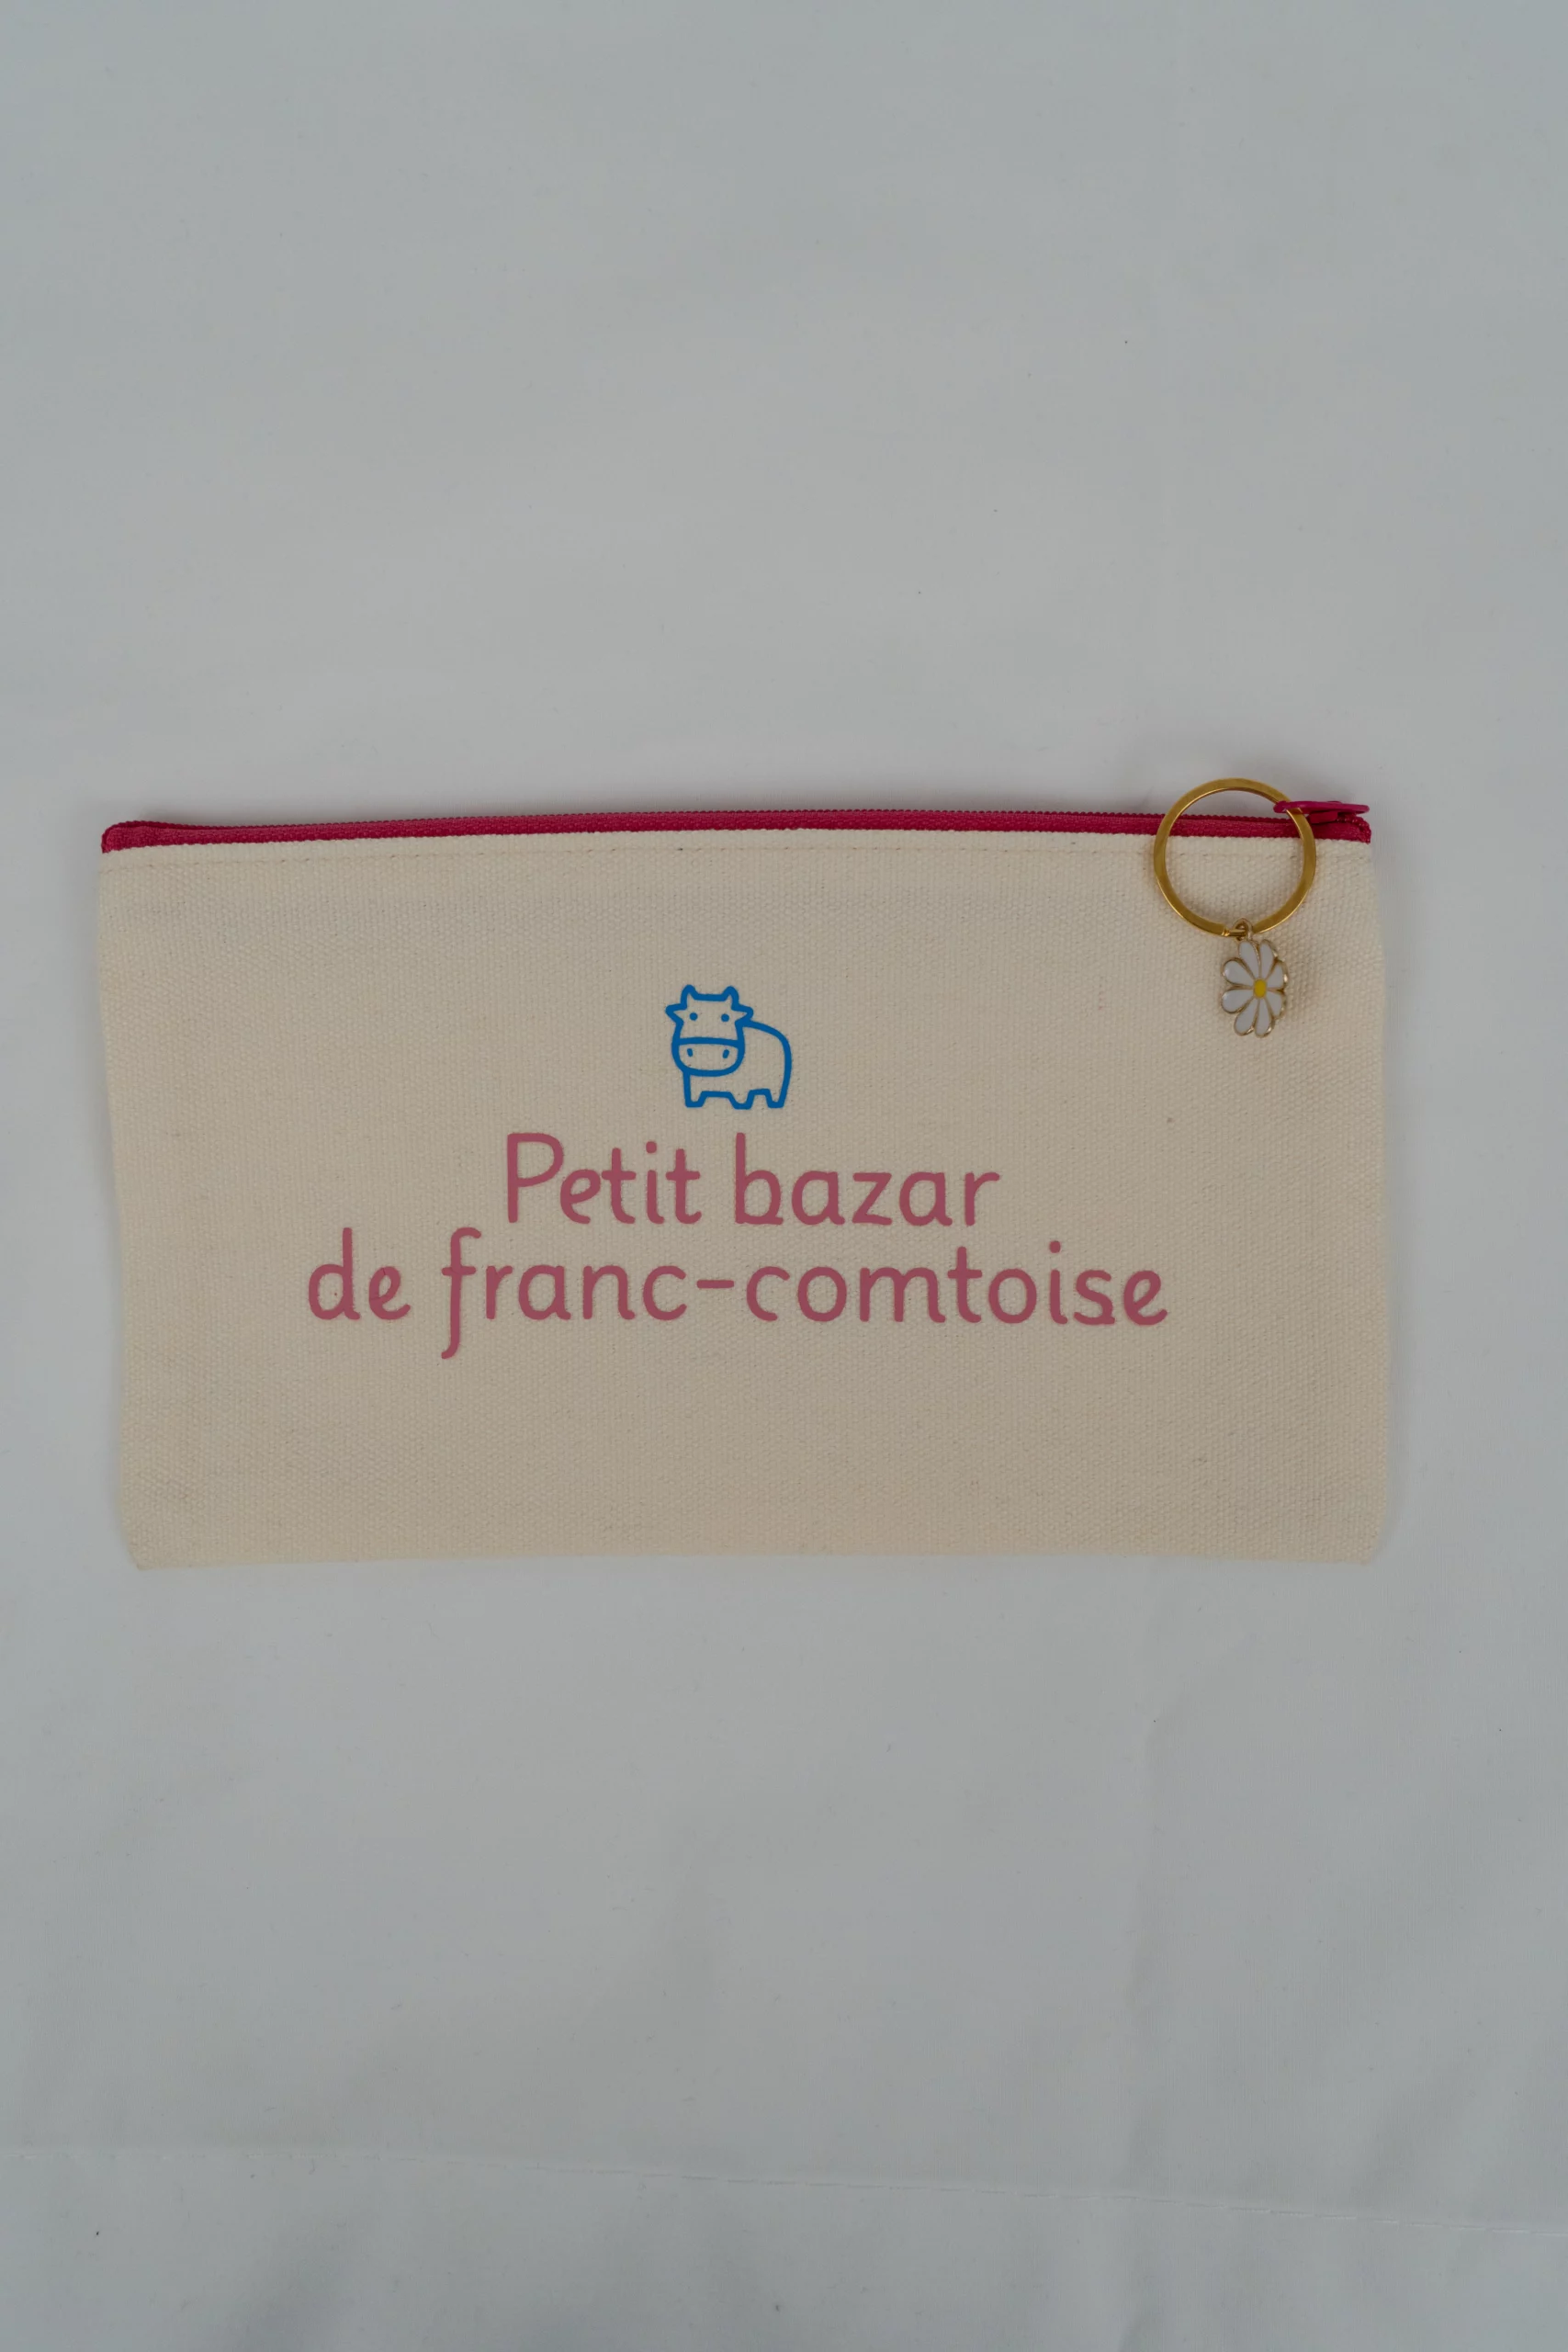 Petit bazar
de franc-comtoise